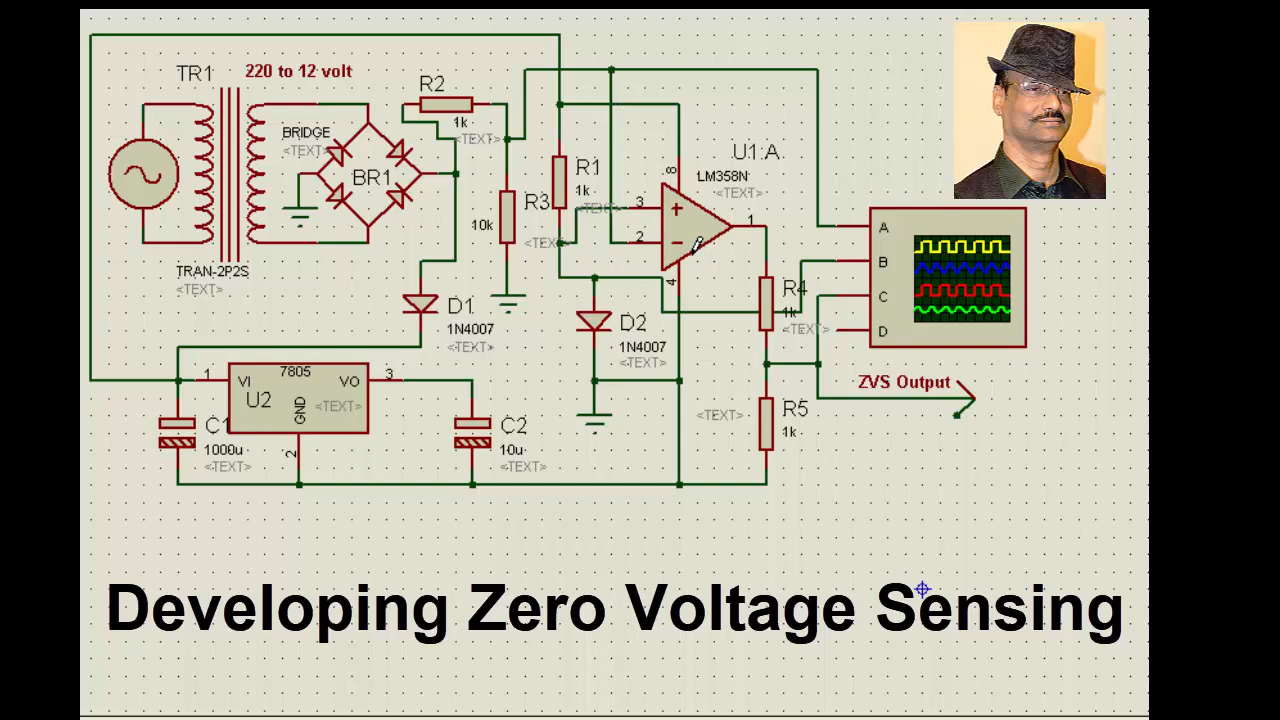 TR1
220 to 12 volt
R2
1k
<TEXT>
BRIDGE
<TEXT>
BR1
TRAN-2P2S
<TEXT>
R3
10k
<TEXT>
R1
1k
<TEXT>
U1:A
LM358N
<TEXT>
8
3
+
2
-
1
4
D1
1N4007
<TEXT>
D2
1N4007
<TEXT>
R4
1k
<TEXT>
A
B
C
D
ZVS Output
1
VI
7805
VO
3
U2
GND
<TEXT>
2
C1
1000u
<TEXT>
C2
10u
<TEXT>
<TEXT>
R5
1k
Developing Zero Voltage Sensing